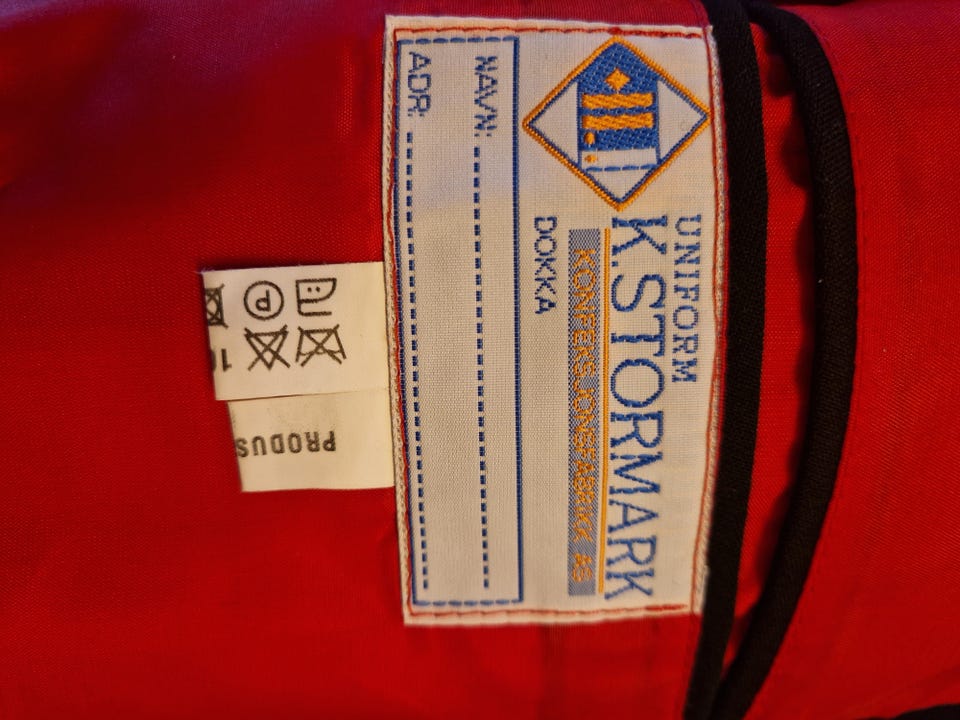 UNIFORM
K.STORMARK
KONFEKSJONSFABRIKK AS
DOKKA
NAVN:
ADR:
P
PRODUS